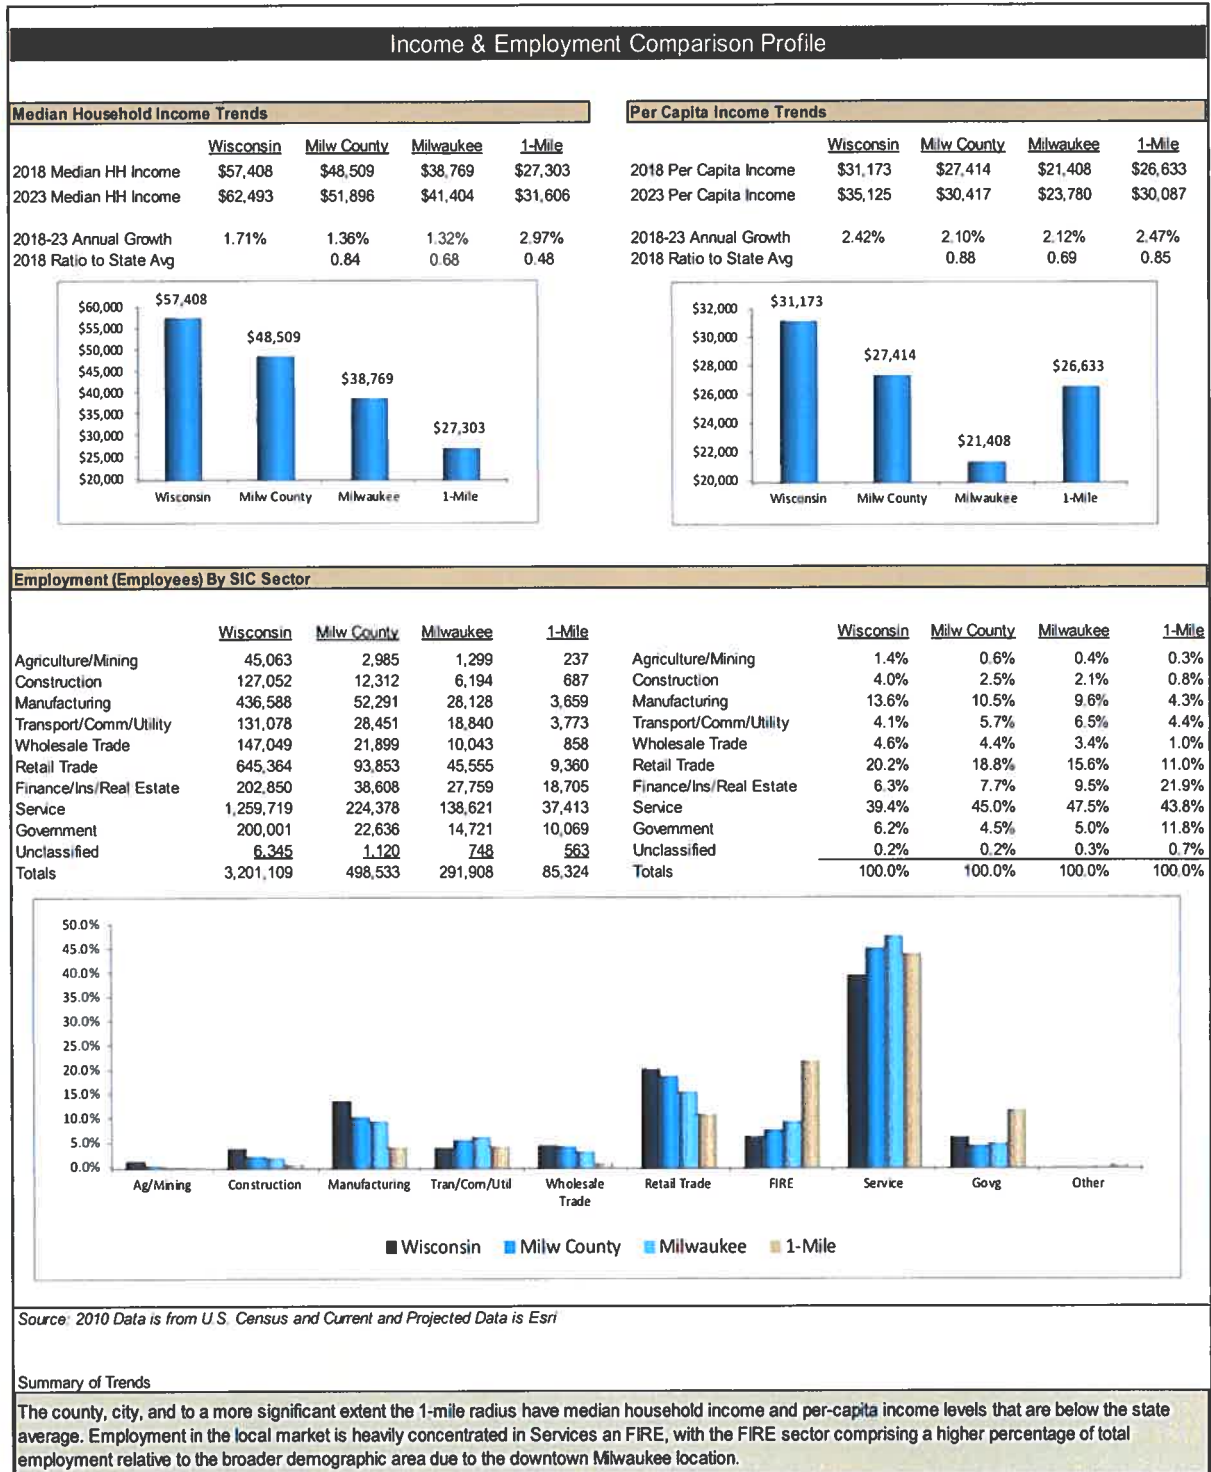 Income & Employment Comparison Profile
Median Household Income Trends
Wisconsin Milw County Milwaukee 1-Mile
2018 Median HH Income $57,408 $48,509 $38,769 $27,303
2023 Median HH Income $62,493 $51,896 $41,404 $31,606
2018-23 Annual Growth 1.71% 1.36% 1.32% 2.97%
2018 Ratio to State Avg 0.84 0.68 0.48
$60,000
$55,000
$50,000
$45,000
$40,000
$35,000
$30,000
$25,000
$20,000
$57,408
$48,509
$38,769
$27,303
Wisconsin Milw County Milwaukee 1-Mile
Per Capita Income Trends
Wisconsin Milw County Milwaukee 1-Mile
2018 Per Capita Income $31,173 $27,414 $21,408 $26,633
2023 Per Capita Income $35,125 $30,417 $23,780 $30,087
2018-23 Annual Growth 2.42% 2.10% 2.12% 2.47%
2018 Ratio to State Avg 0.88 0.69 0.85
$32,000
$30,000
$28,000
$26,000
$24,000
$22,000
$20,000
$31,173
$27,414
$21,408
$26,633
Wisconsin Milw County Milwaukee 1-Mile
Employment (Employees) By SIC Sector
Wisconsin Milw County Milwaukee 1-Mile
Agriculture/Mining 45,063 2,985 1,299 237
Construction 127,052 12,312 6,194 687
Manufacturing 436,588 52,291 28,128 3,659
Transport/Comm/Utility 131,078 28,451 18,840 3,773
Wholesale Trade 147,049 21,899 10,043 858
Retail Trade 645,364 93,853 45,555 9,360
Finance/Ins/Real Estate 202,850 38,608 27,759 18,705
Service 1,259,719 224,378 138,621 37,413
Government 200,001 22,636 14,721 10,069
Unclassified 6,345 1,120 748 563
Totals 3,201,109 498,533 291,908 85,324
Wisconsin Milw County Milwaukee 1-Mile
Agriculture/Mining 1.4% 0.6% 0.4% 0.3%
Construction 4.0% 2.5% 2.1% 0.8%
Manufacturing 13.6% 10.5% 9.6% 4.3%
Transport/Comm/Utility 4.1% 5.7% 6.5% 4.4%
Wholesale Trade 4.6% 4.4% 3.4% 1.0%
Retail Trade 20.2% 18.8% 15.6% 11.0%
Finance/Ins/Real Estate 6.3% 7.7% 9.5% 21.9%
Service 39.4% 45.0% 47.5% 43.8%
Government 6.2% 4.5% 5.0% 11.8%
Unclassified 0.2% 0.2% 0.3% 0.7%
Totals 100.0% 100.0% 100.0% 100.0%
50.0%
45.0%
40.0%
35.0%
30.0%
25.0%
20.0%
15.0%
10.0%
5.0%
0.0%
Ag/Mining Construction Manufacturing Tran/Com/Util Wholesale Retail Trade FIRE Service Govg Other
Trade
Wisconsin Milw County Milwaukee 1-Mile
Source: 2010 Data is from U.S. Census and Current and Projected Data is Esri
Summary of Trends
The county, city, and to a more significant extent the 1-mile radius have median household income and per-capita income levels that are below the state
average. Employment in the local market is heavily concentrated in Services an FIRE, with the FIRE sector comprising a higher percentage of total
employment relative to the broader demographic area due to the downtown Milwaukee location.